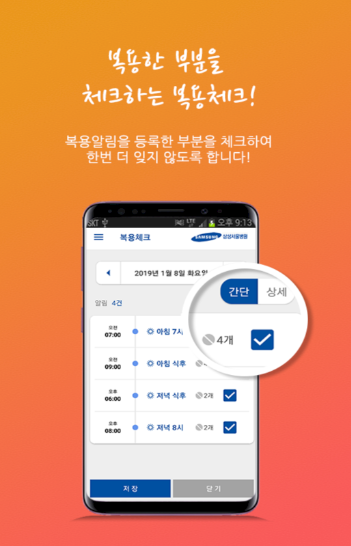 복용한 부분을
체크하는 복용체크!
복용알림을 등록한 부분을 체크하여
한번 더 잊지 않도록 합니다!
SKT
LTE
오후 9:13
복용체크
SAMSUNG 삼성서울병원
2019년 1월 8일 화요일
간단 상세
알림 4건
4개
오전
07:00
아침 7시
오전
09:00
아침 식후
오후
06:00
저녁 식후 2개
오후
08:00
저녁 8시 2개
저장 닫기